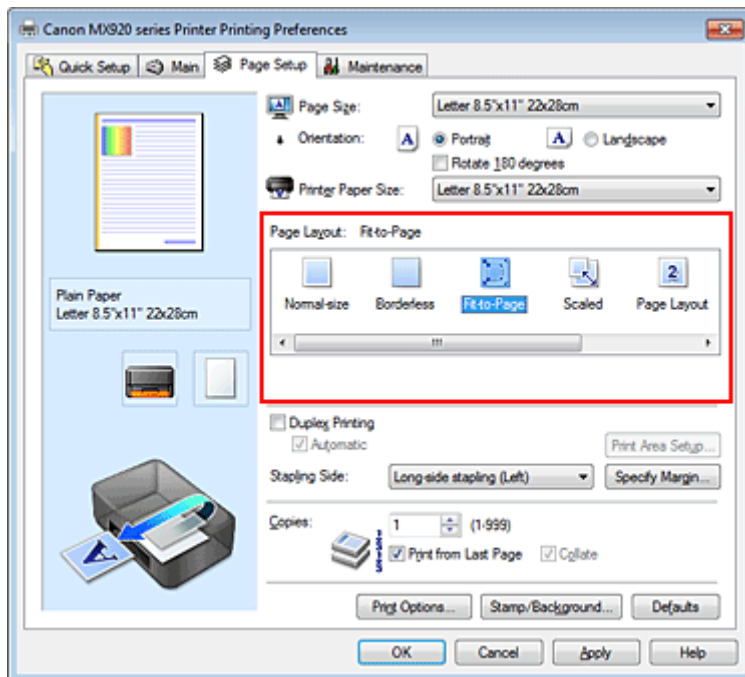 Canon MX920 series Printer Printing Preferences
Quick Setup Main Page Setup Maintenance
Page Size: Letter 8.5"x11" 22x28cm
Orientation: A Portrait A Landscape
Rotate 180 degrees
Printer Paper Size: Letter 8.5"x11" 22x28cm
Page Layout: Fit-to-Page
2
Normal-size Borderless Fit-to-Page Scaled Page Layout
Plain Paper
Letter 8.5"x11" 22x28cm
Duplex Printing
Automatic
Print Area Setup...
Stapling Side: Long-side stapling (Left) Specify Margin...
Copies: 1 (1-999)
Print from Last Page Collate
A
Print Options... Stamp/Background... Defaults
OK Cancel Apply Help